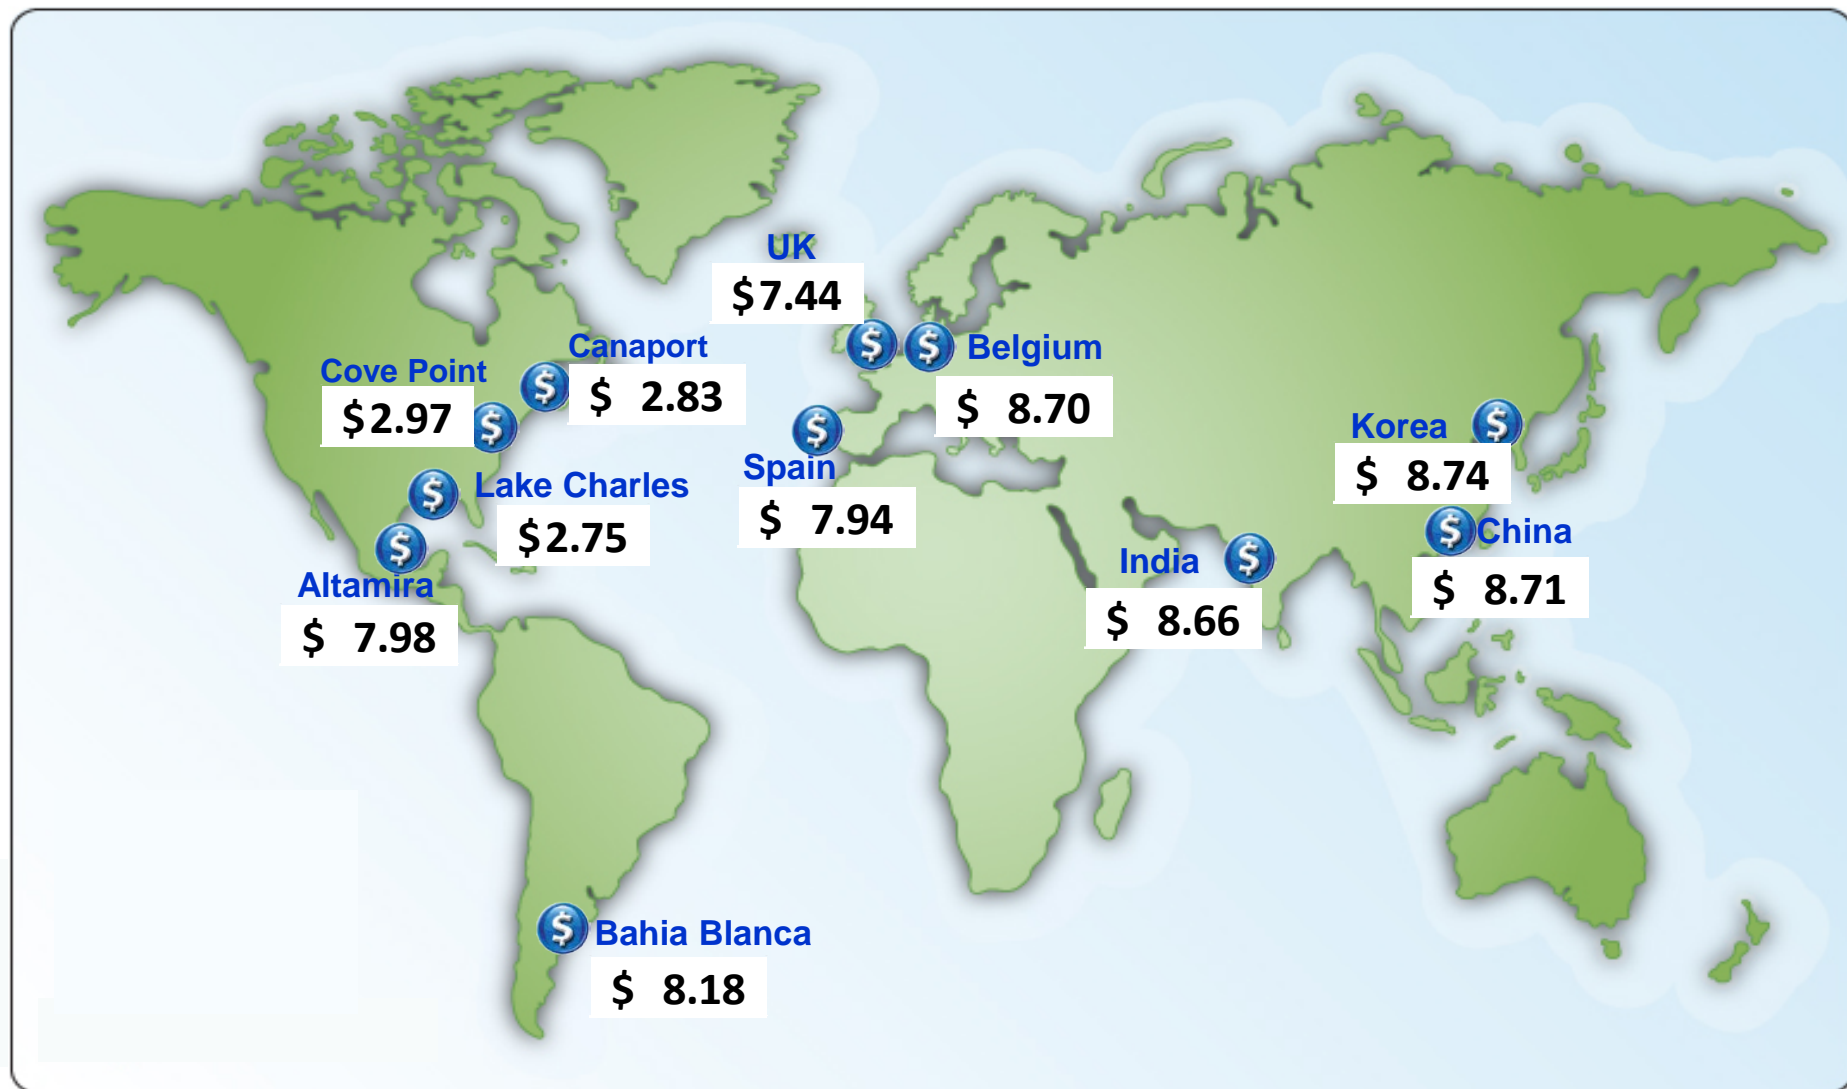 UK
$7.44
Canaport
$ 2.83
Cove Point
$2.97
Belgium
$ 8.70
Korea
$ 8.74
Spain
$ 7.94
Lake Charles
$2.75
China
$ 8.71
India
$ 8.66
Altamira
$ 7.98
Bahia Blanca
$ 8.18